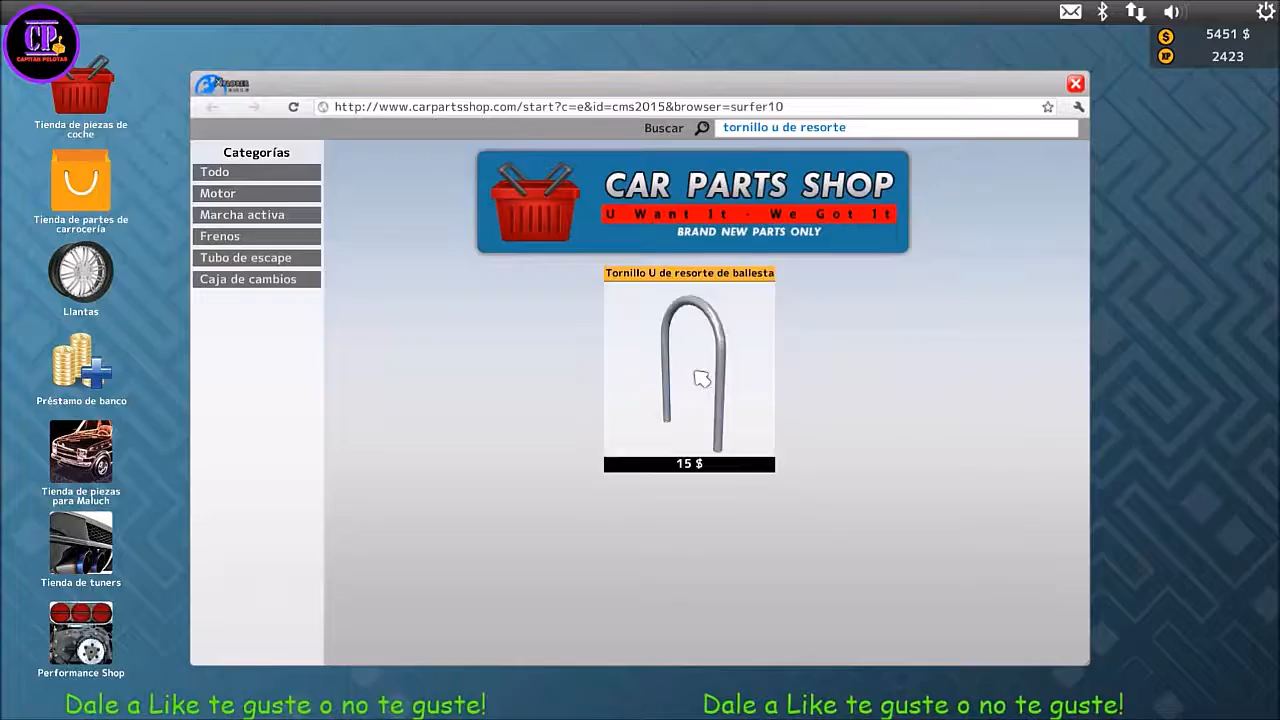 5451 $
XP
2423
CP
CAPITAN PELOTAS
Tienda de piezas de
coche
Tienda de partes de
carrocería
Llantas
Préstamo de banco
Tienda de piezas
para Maluch
Tienda de tuners
Performance Shop
http://www.carpartsshop.com/start?c=e&id=cms2015&browser=surfer10
Buscar
tornillo u de resorte
Categorías
Todo
Motor
Marcha activa
Frenos
Tubo de escape
Caja de cambios
CAR PARTS SHOP
U Want It - We Got It
BRAND NEW PARTS ONLY
Tornillo U de resorte de ballesta
15 $
Dale a Like te guste o no te guste!
Dale a Like te guste o no te guste!